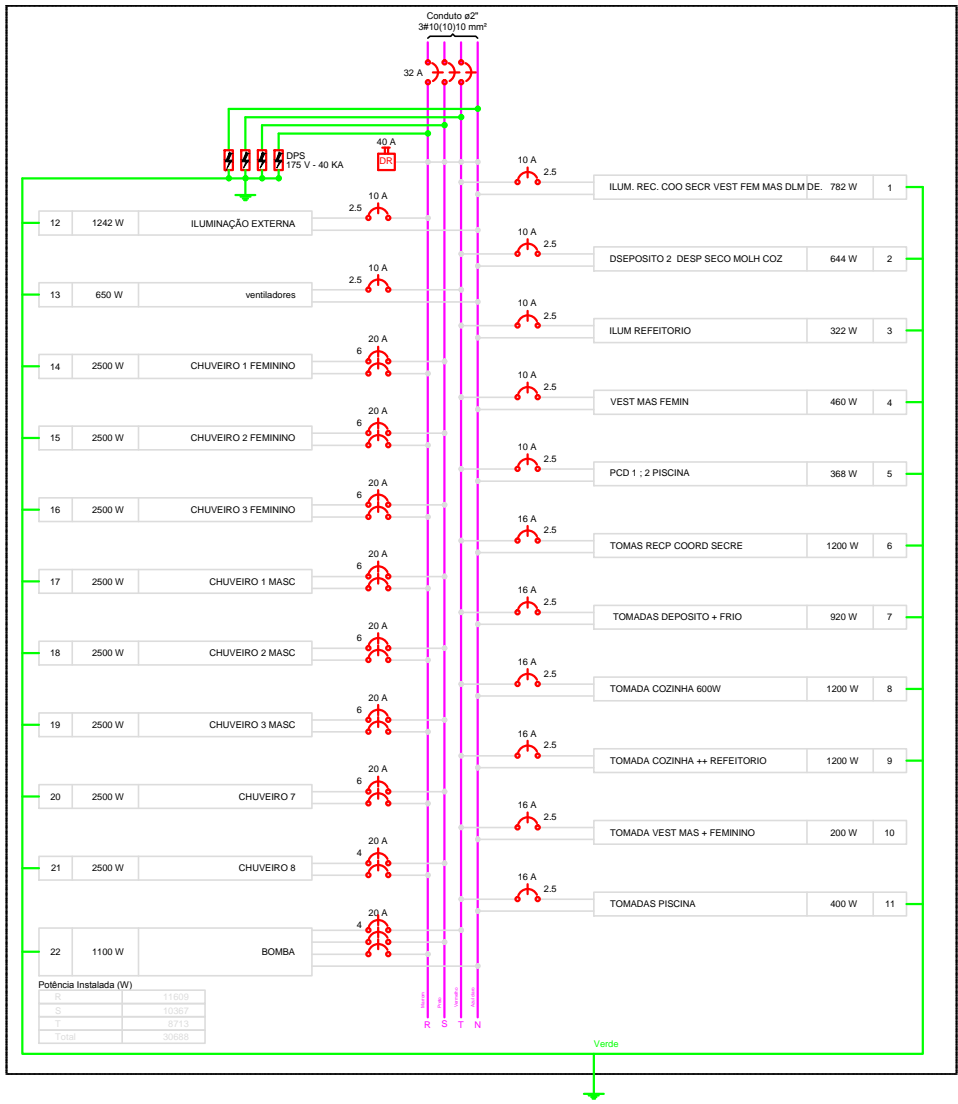 Conduto ø2"
3#10(10)10 mm²
32 A
DPS
175 V - 40 KA
40 A
DR
10 A
2.5
ILUM. REC. COO SECR VEST FEM MAS DLM DE. 782 W 1
10 A
2.5
12 1242 W ILUMINAÇÃO EXTERNA
10 A
2.5
DSEPOSITO 2 DESP SECO MOLH COZ 644 W 2
10 A
2.5
13 650 W ventiladores
10 A
2.5
ILUM REFEITORIO 322 W 3
20 A
6
14 2500 W CHUVEIRO 1 FEMININO
10 A
2.5
VEST MAS FEMIN 460 W 4
20 A
6
15 2500 W CHUVEIRO 2 FEMININO
10 A
2.5
PCD 1 ; 2 PISCINA 368 W 5
20 A
6
16 2500 W CHUVEIRO 3 FEMININO
16 A
2.5
TOMAS RECP COORD SECRE 1200 W 6
20 A
6
17 2500 W CHUVEIRO 1 MASC
16 A
2.5
TOMADAS DEPOSITO + FRIO 920 W 7
20 A
6
18 2500 W CHUVEIRO 2 MASC
16 A
2.5
TOMADA COZINHA 600W 1200 W 8
20 A
6
19 2500 W CHUVEIRO 3 MASC
16 A
2.5
TOMADA COZINHA ++ REFEITORIO 1200 W 9
20 A
6
20 2500 W CHUVEIRO 7
16 A
2.5
TOMADA VEST MAS + FEMININO 200 W 10
20 A
4
21 2500 W CHUVEIRO 8
16 A
2.5
TOMADAS PISCINA 400 W 11
20 A
4
22 1100 W BOMBA
Potência Instalada (W)
R 11609
S 10367
T 8713
Total 30688
Vermelho
R S T N
Verde